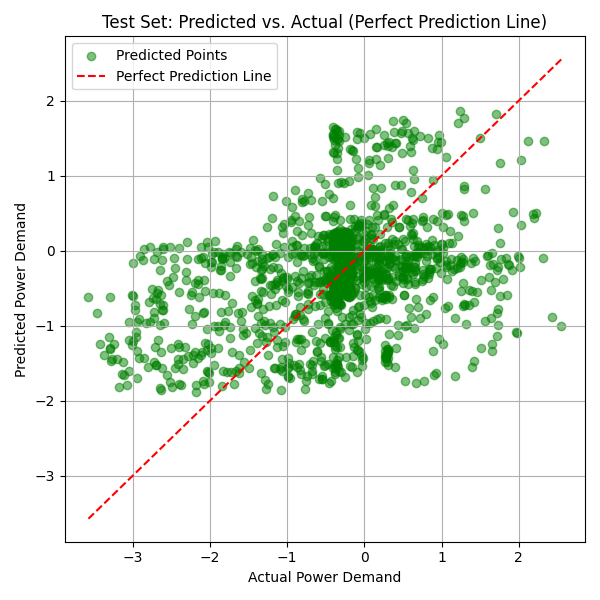 Test Set: Predicted vs. Actual (Perfect Prediction Line)
Predicted Points
Perfect Prediction Line
2
1
0
−1
−2
−3
Predicted Power Demand
−3
−2
−1
0
1
2
Actual Power Demand